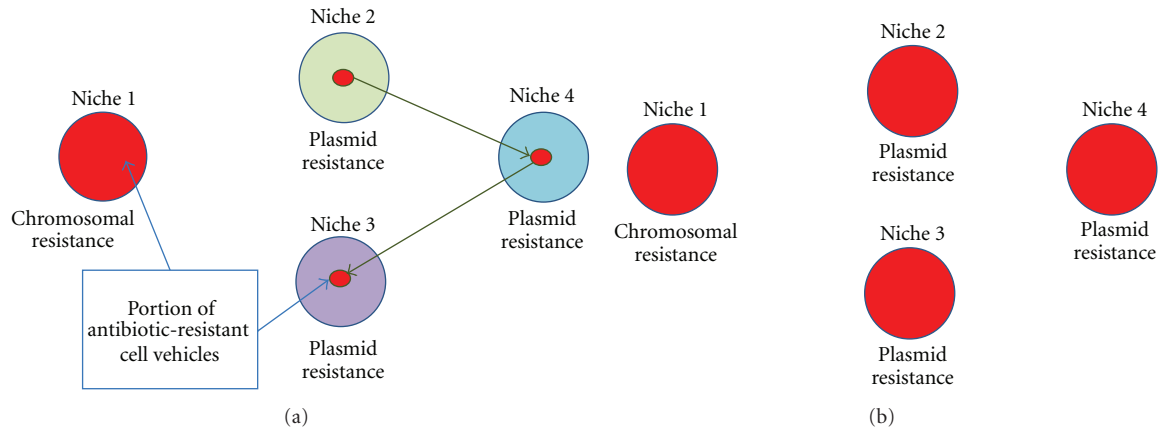 Niche 2
Plasmid
resistance
Niche 1
Chromosomal
resistance
Niche 4
Plasmid
resistance
Niche 3
Plasmid
resistance
Portion of
antibiotic-resistant
cell vehicles
(a)
Niche 1
Chromosomal
resistance
Niche 2
Plasmid
resistance
Niche 4
Plasmid
resistance
Niche 3
Plasmid
resistance
(b)